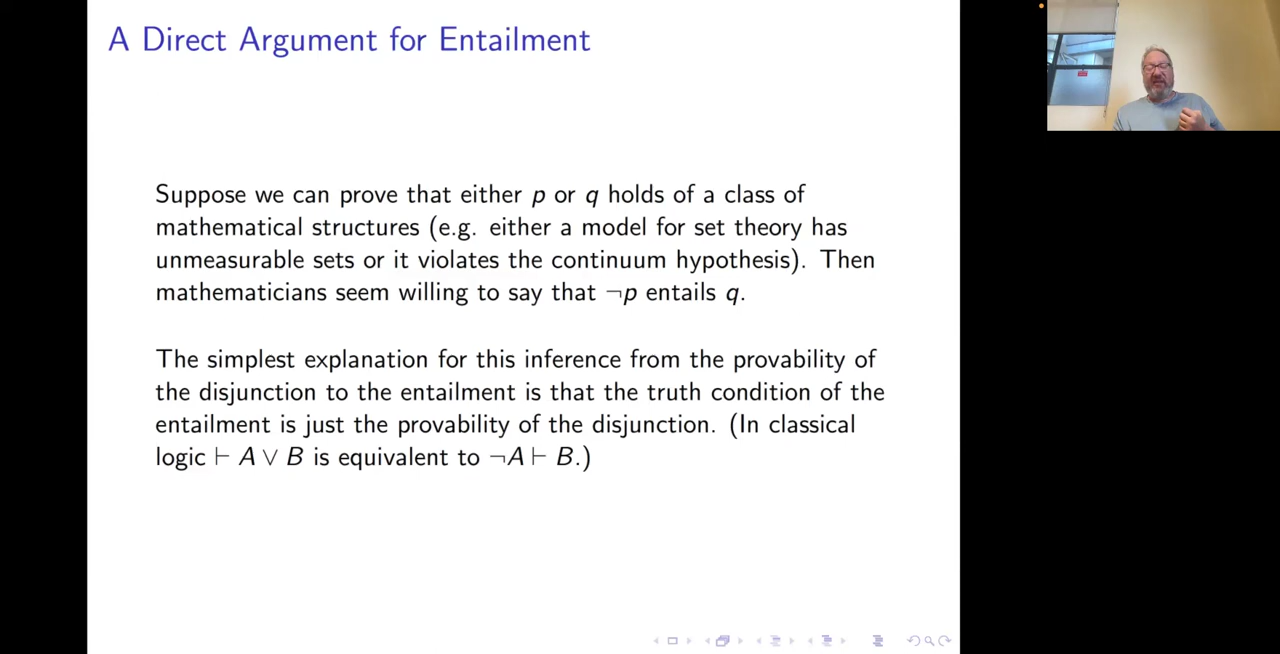 A Direct Argument for Entailment
Suppose we can prove that either p or q holds of a class of
mathematical structures (e.g. either a model for set theory has
unmeasurable sets or it violates the continuum hypothesis). Then
mathematicians seem willing to say that ¬p entails q.
The simplest explanation for this inference from the provability of
the disjunction to the entailment is that the truth condition of the
entailment is just the provability of the disjunction. (In classical
logic ⊢ A ∨ B is equivalent to ¬A ⊢ B.)